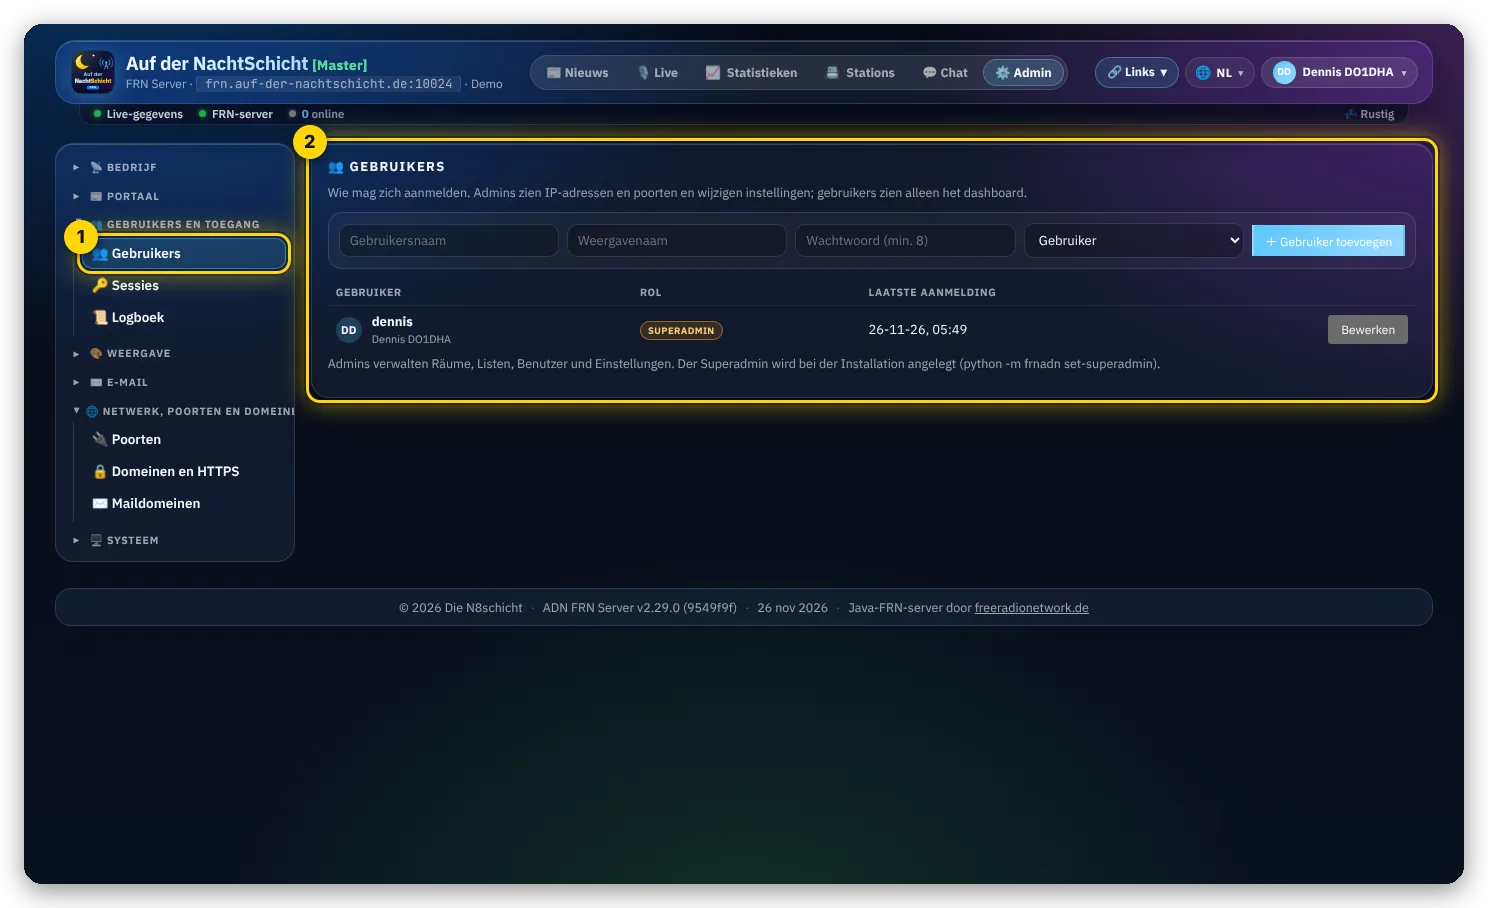 Auf der NachtSchicht [Master]
FRN Server · frn.auf-der-nachtschicht.de:10024 · Demo
Auf der
NachtSchicht
Nieuws
Live
Statistieken
Stations
Chat
Admin
Links ▼
NL ▼
DD Dennis DO1DHA ▼
Live-gegevens
FRN-server
0 online
Rustig
BEDRIJF
PORTAAL
GEBRUIKERS EN TOEGANG
1
Gebruikers
Sessies
Logboek
WEERGAVE
E-MAIL
NETWERK, POORTEN EN DOMEINE
Poorten
Domeinen en HTTPS
Maildomeinen
SYSTEEM
2
GEBRUIKERS
Wie mag zich aanmelden. Admins zien IP-adressen en poorten en wijzigen instellingen; gebruikers zien alleen het dashboard.
Gebruikersnaam
Weergavenaam
Wachtwoord (min. 8)
Gebruiker
+ Gebruiker toevoegen
GEBRUIKER
ROL
LAATSTE AANMELDING
DD
dennis
Dennis DO1DHA
SUPERADMIN
26-11-26, 05:49
Bewerken
Admins verwalten Räume, Listen, Benutzer und Einstellungen. Der Superadmin wird bei der Installation angelegt (python -m frnadn set-superadmin).
© 2026 Die N8schicht · ADN FRN Server v2.29.0 (9549f9f) · 26 nov 2026 · Java-FRN-server door freeradionetwork.de